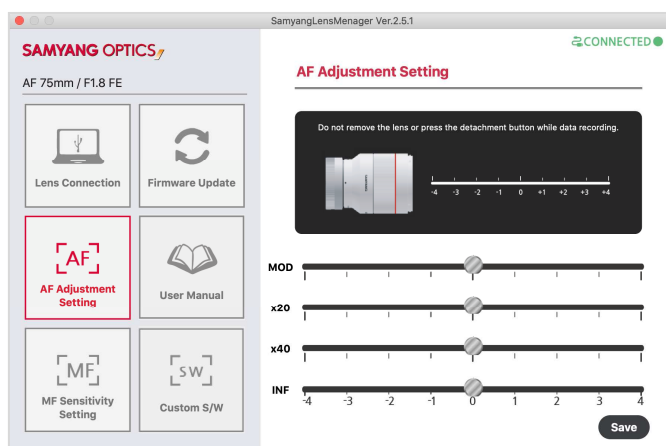 SamyangLensMenager Ver.2.5.1
SAMYANG OPTICS
CONNECTED
AF 75mm / F1.8 FE
AF Adjustment Setting
Do not remove the lens or press the detachment button while data recording.
-4 -3 -2 -1 0 +1 +2 +3 +4
Lens Connection
Firmware Update
AF
AF Adjustment
Setting
User Manual
MF
MF Sensitivity
Setting
SW
Custom S/W
MOD
x20
x40
INF
-4 -3 -2 -1 0 1 2 3 4
Save